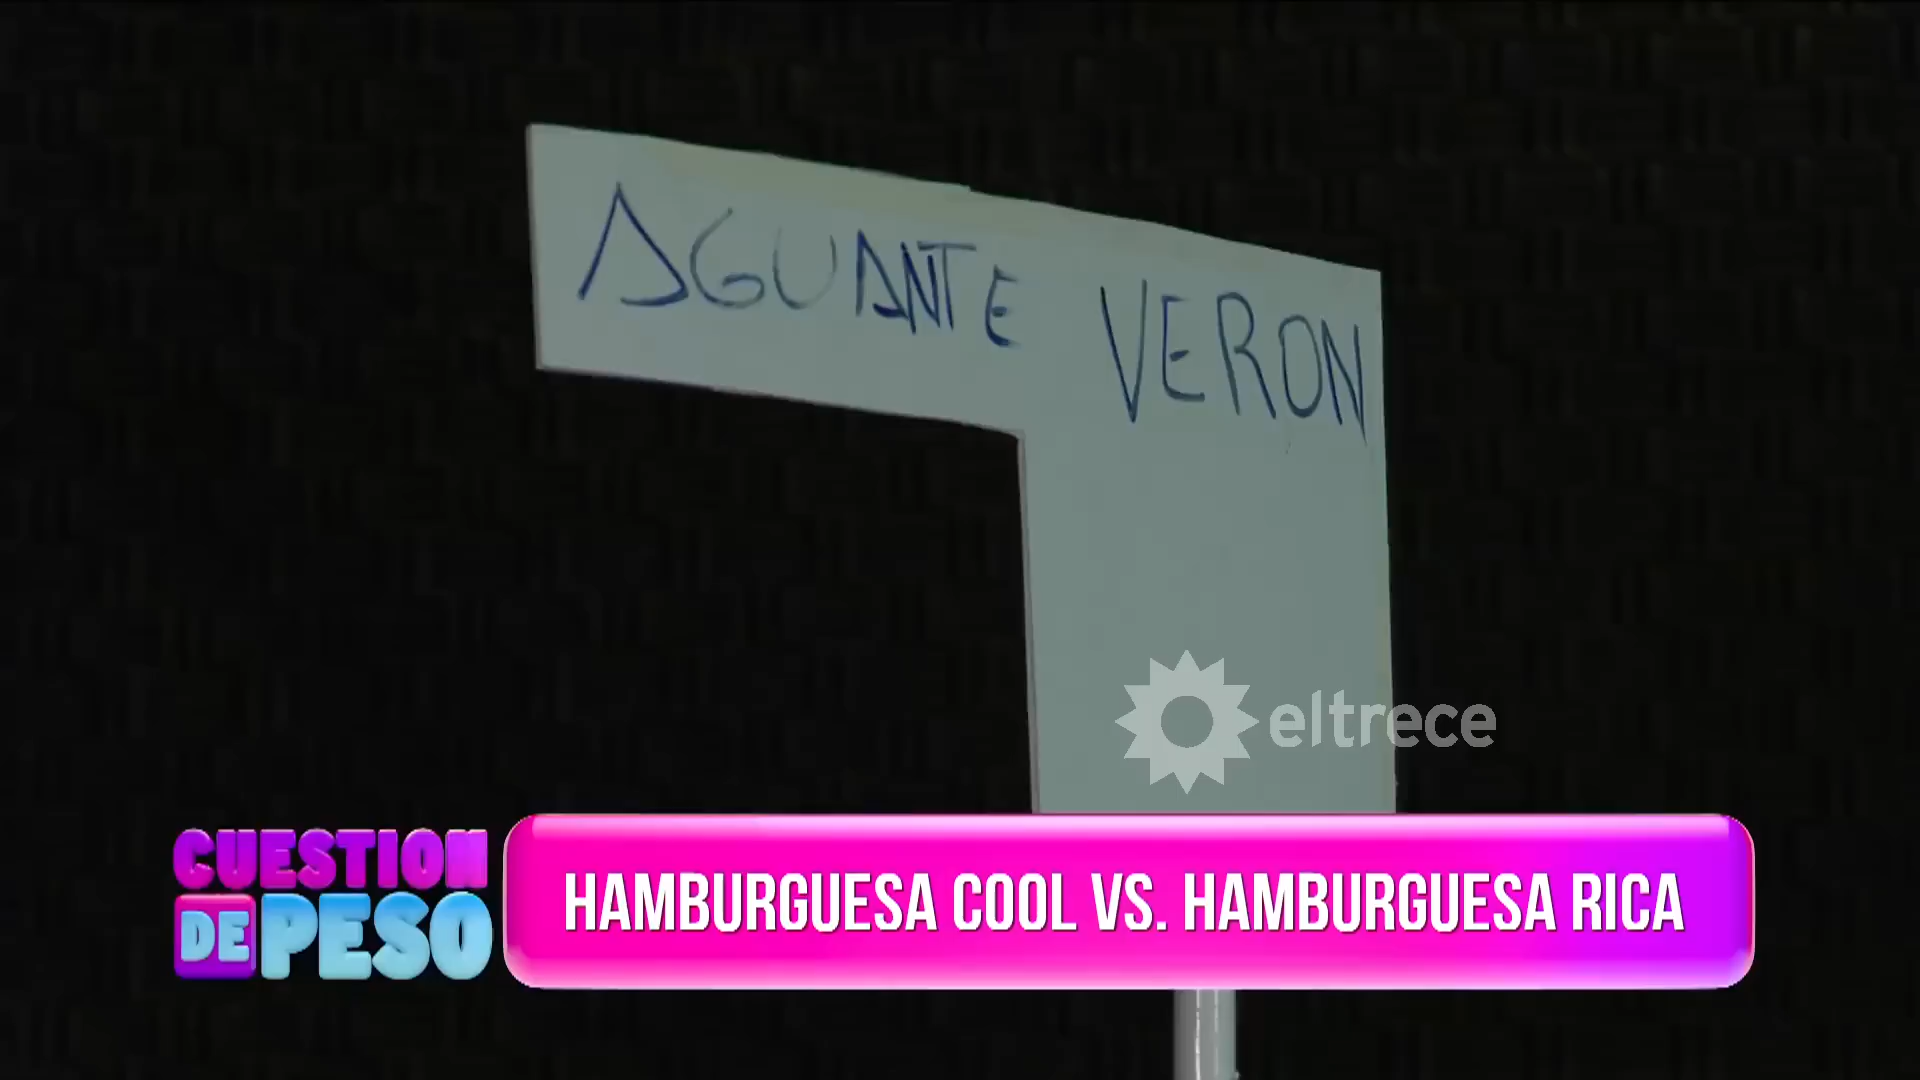 AGUANTE VERON
eltrece
CUESTION
DE PESO
HAMBURGUESA COOL VS. HAMBURGUESA RICA